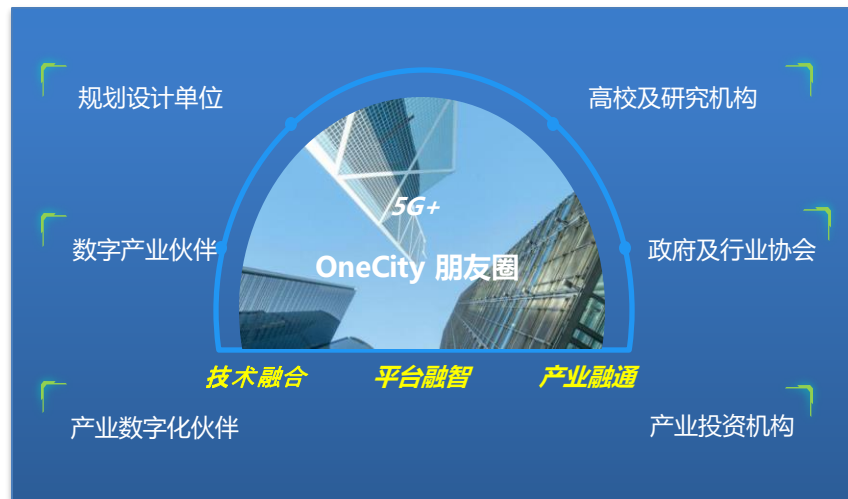 规划设计单位
高校及研究机构
5G+
数字产业伙伴
政府及行业协会
OneCity 朋友圈
技术融合
平台融智
产业融通
产业数字化伙伴
产业投资机构